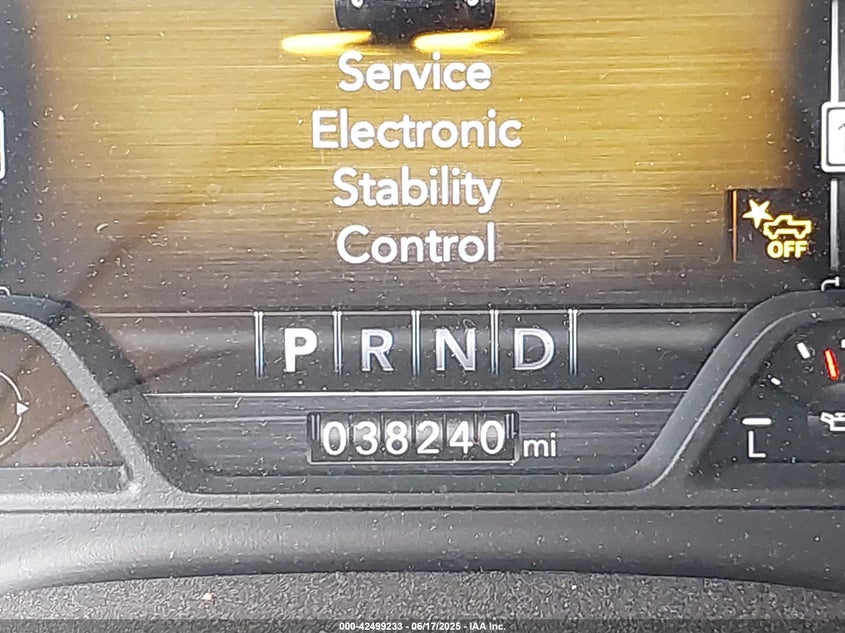 Service
Electronic
Stability
Control
OFF
P R N D
038240 mi
L
000-42499233 - 06/17/2025 - IAA Inc.